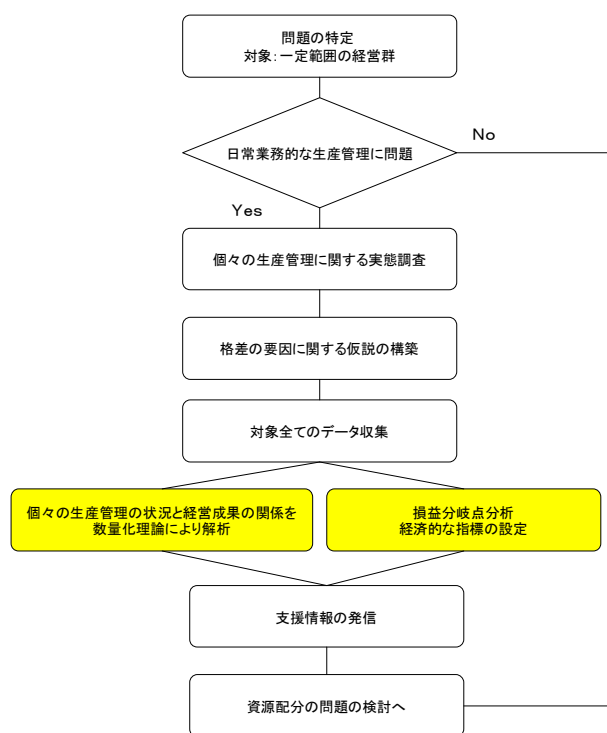 問題の特定
対象：一定範囲の経営群
日常業務的な生産管理に問題
No
Yes
個々の生産管理に関する実態調査
格差の要因に関する仮説の構築
対象全てのデータ収集
個々の生産管理の状況と経営成果の関係を
数量化理論により解析
損益分岐点分析
経済的な指標の設定
支援情報の発信
資源配分の問題の検討へ